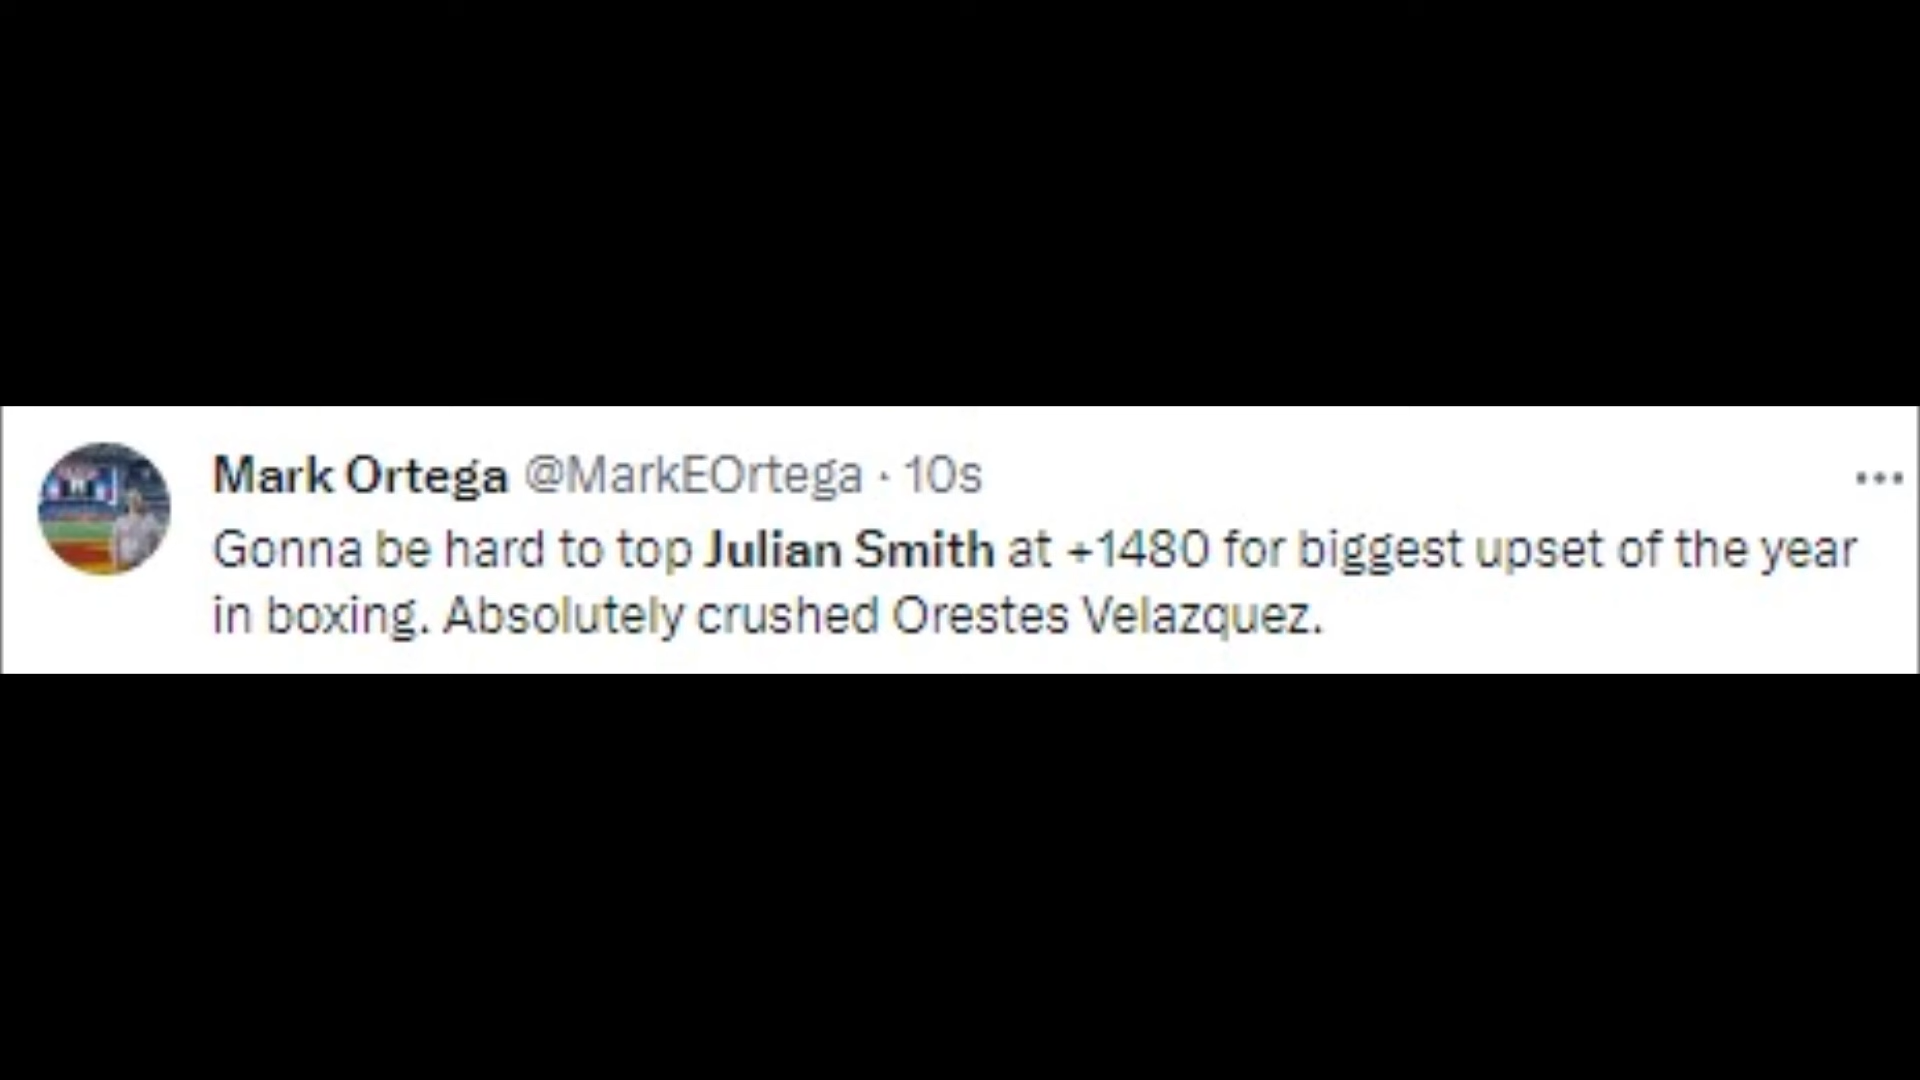 Mark Ortega @MarkEOrtega · 10s
Gonna be hard to top Julian Smith at +1480 for biggest upset of the year
in boxing. Absolutely crushed Orestes Velazquez.